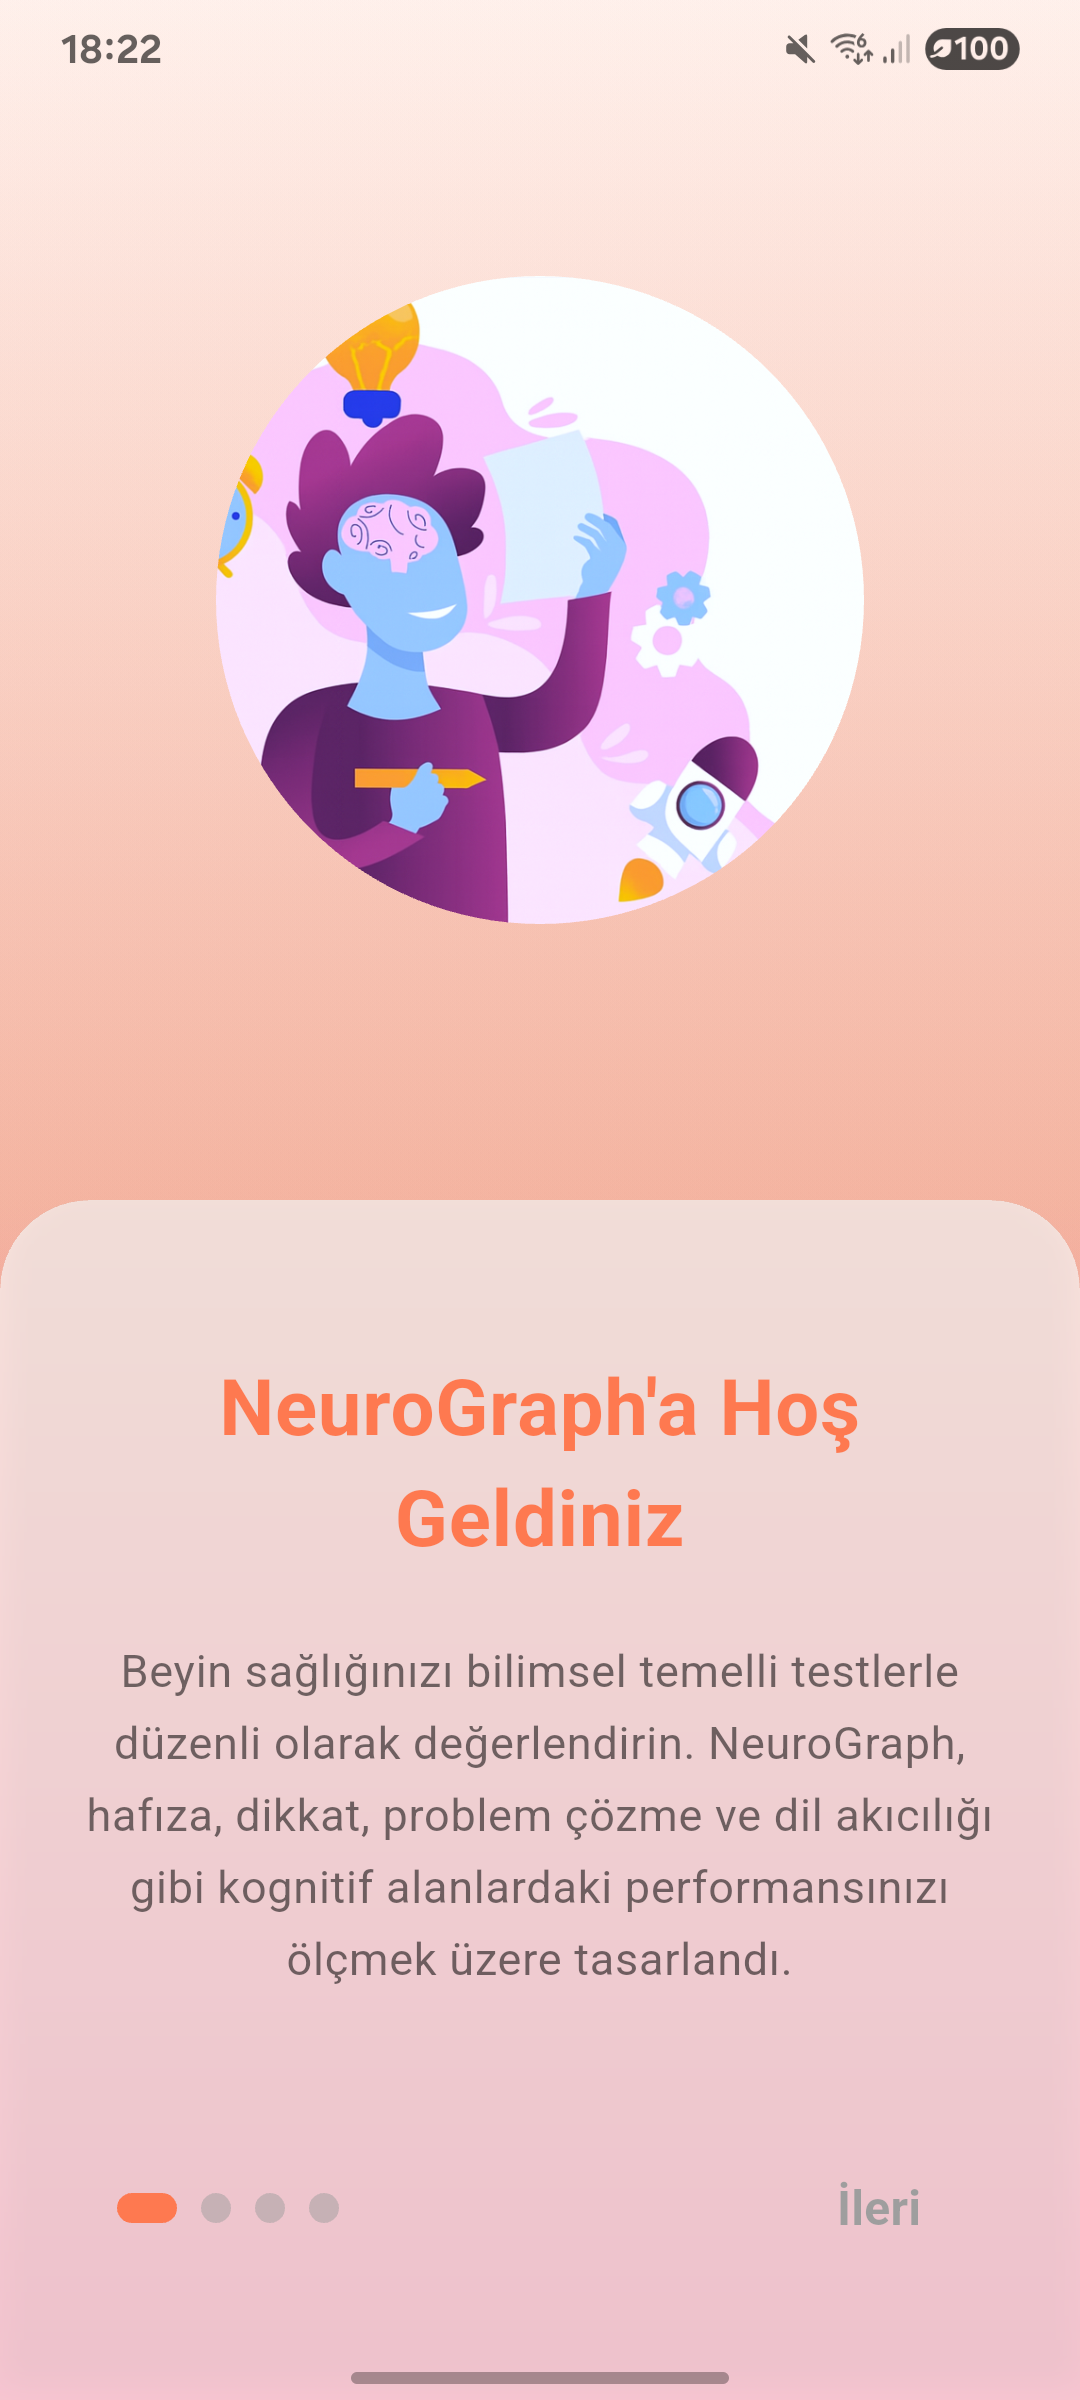 18:22
6
100
NeuroGraph'a Hoş
Geldiniz
Beyin sağlığınızı bilimsel temelli testlerle
düzenli olarak değerlendirin. NeuroGraph,
hafıza, dikkat, problem çözme ve dil akıcılığı
gibi kognitif alanlardaki performansınızı
ölçmek üzere tasarlandı.
İleri